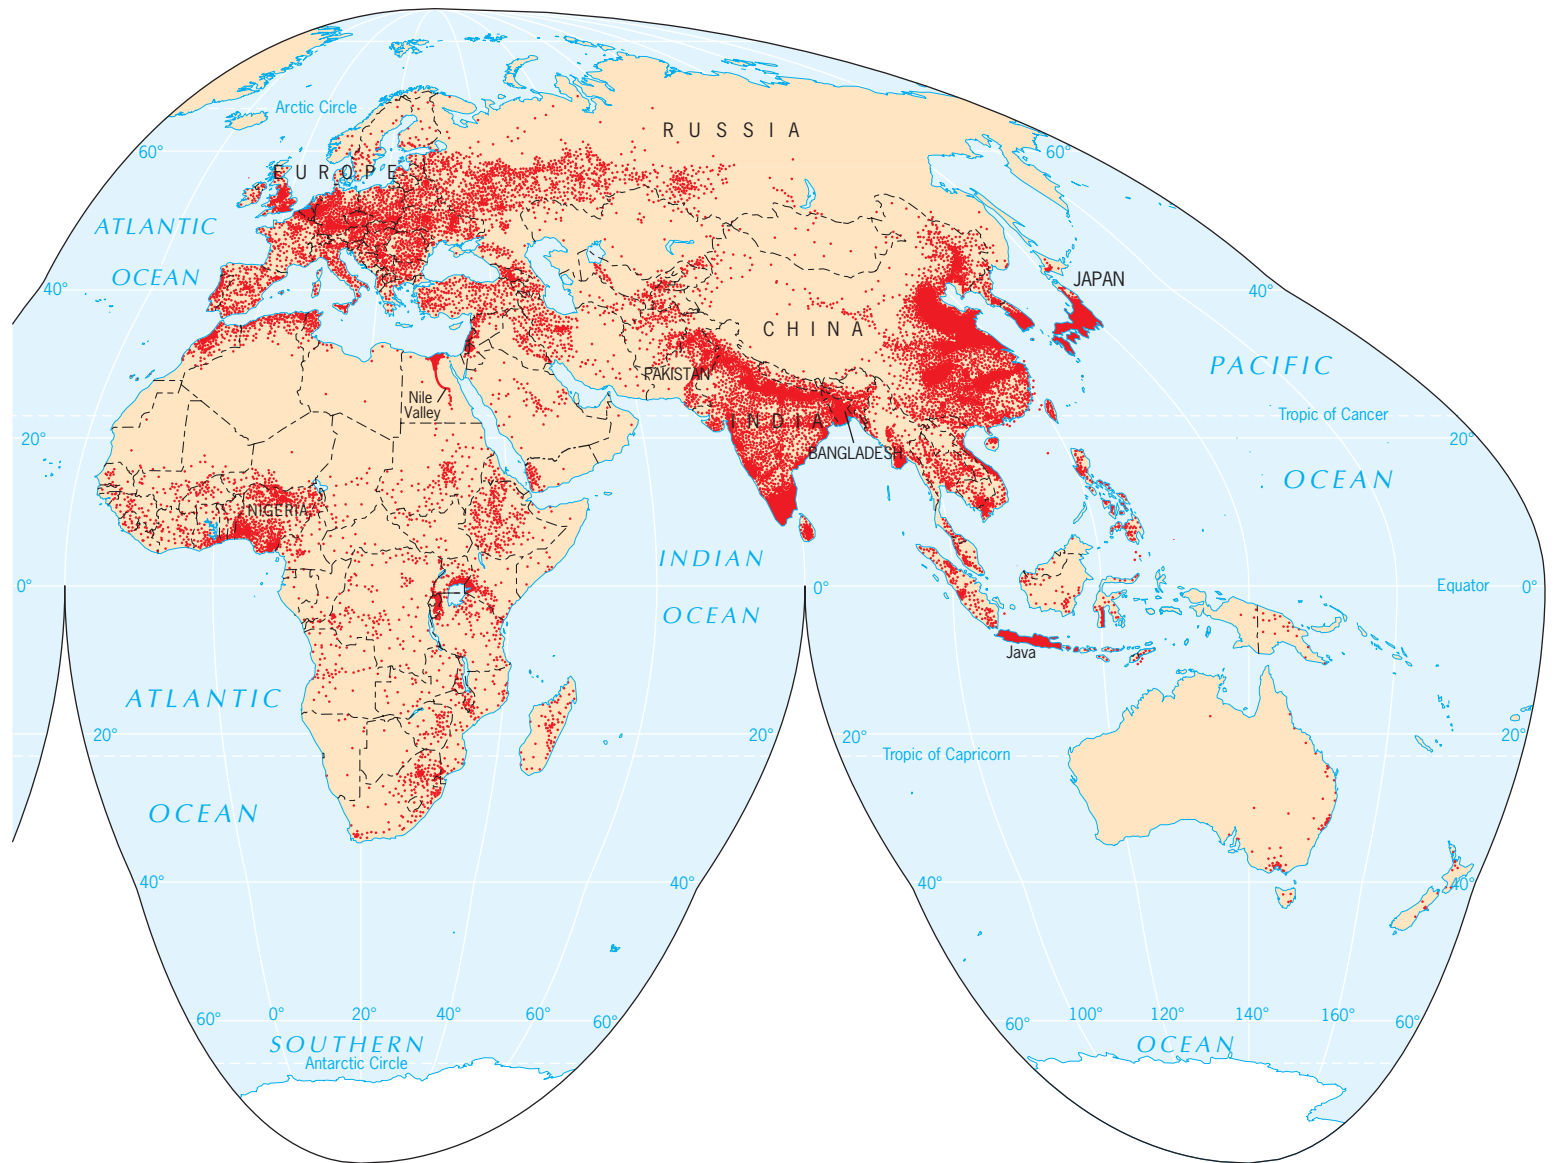 Arctic Circle
RUSSIA
60°
60°
EUROPE
ATLANTIC
OCEAN
40°
JAPAN
40°
CHINA
PACIFIC
PAKISTAN
Nile
Valley
INDIA
Tropic of Cancer
20°
20°
BANGLADESH
OCEAN
NIGERIA
INDIAN
OCEAN
0°
0°
Equator
0°
Java
ATLANTIC
20°
20°
20°
Tropic of Capricorn
20°
OCEAN
40°
40°
40°
40°
60°
0°
20°
40°
60°
60°
60°
100°
120°
140°
160°
60°
SOUTHERN
OCEAN
Antarctic Circle